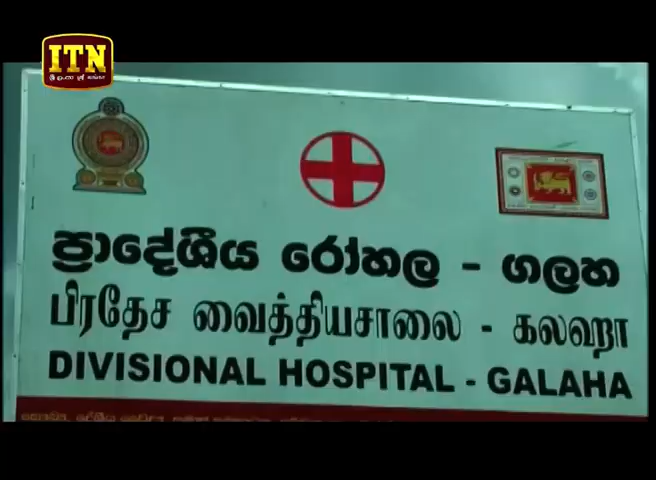 ITN
ප්‍රාදේශීය රෝහල - ගලහ
பிரதேச வைத்தியசாலை - கலஹா
DIVISIONAL HOSPITAL - GALAHA